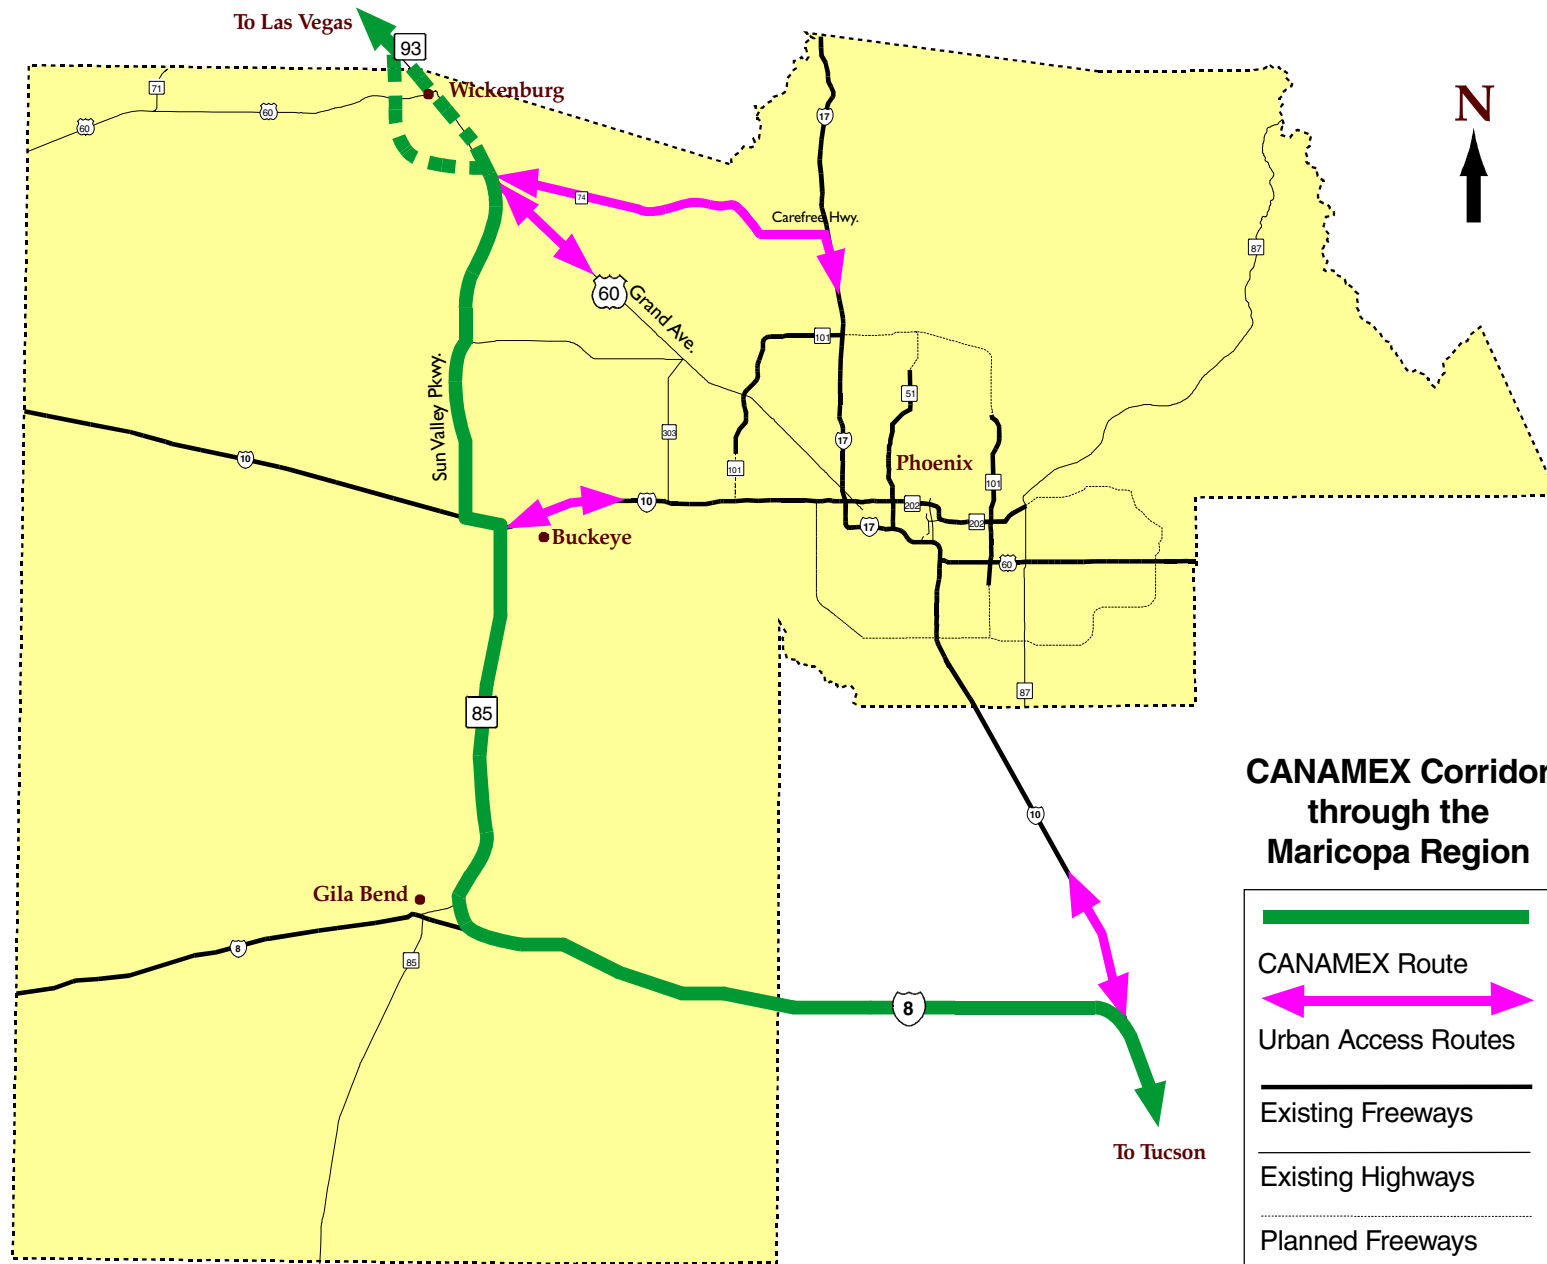 To Las Vegas
93
71
Wickenburg
N
60
60
17
74
Carefree Hwy.
87
60
Grand Ave.
101
Sun Valley Pkwy.
51
303
17
10
101
Phoenix
101
10
202
202
17
Buckeye
60
87
85
CANAMEX Corridor
through the
Maricopa Region
10
Gila Bend
8
85
CANAMEX Route
8
Urban Access Routes
Existing Freeways
To Tucson
Existing Highways
Planned Freeways